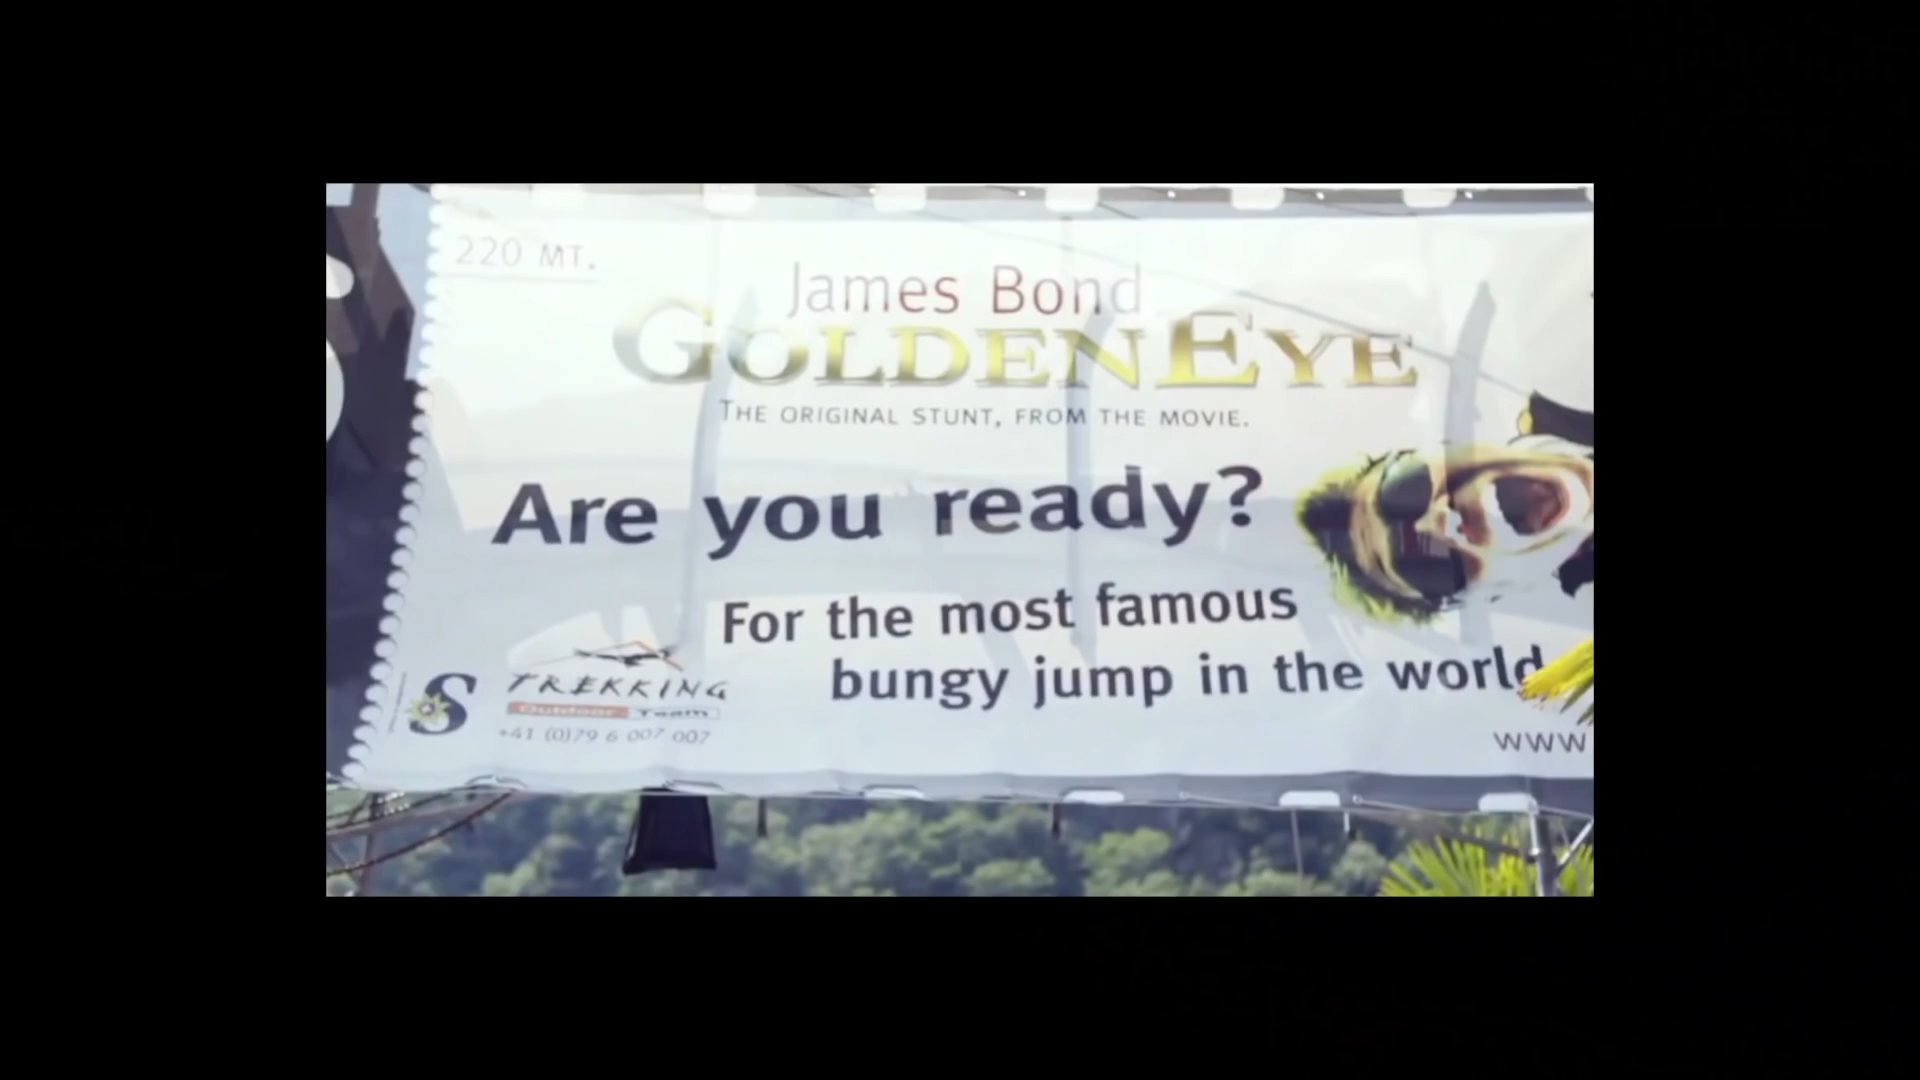 220 MT.
James Bond
GOLDENEYE
THE ORIGINAL STUNT, FROM THE MOVIE.
Are you ready?
For the most famous
bungy jump in the world
S
TREKKING
Outdoor Team
+41 (0)79 6 007 007
www